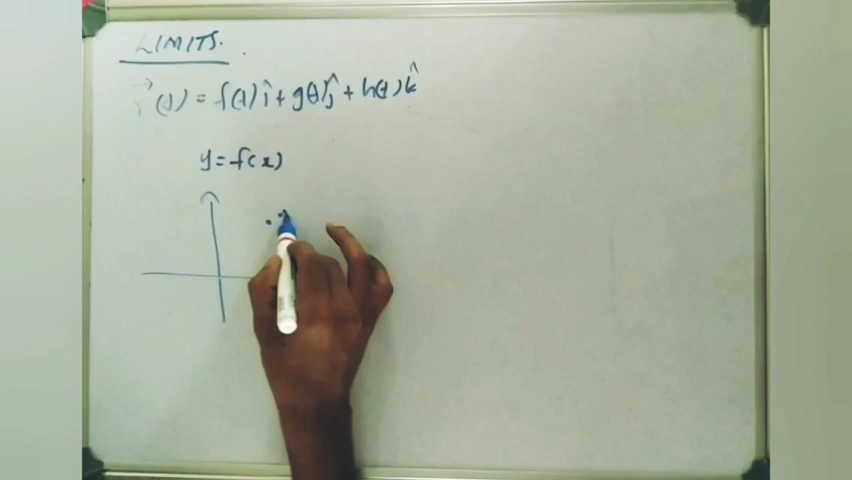 LIMITS.
r⃗(t) = f(t)î + g(t)ĵ + h(t)k̂
y = f(x)